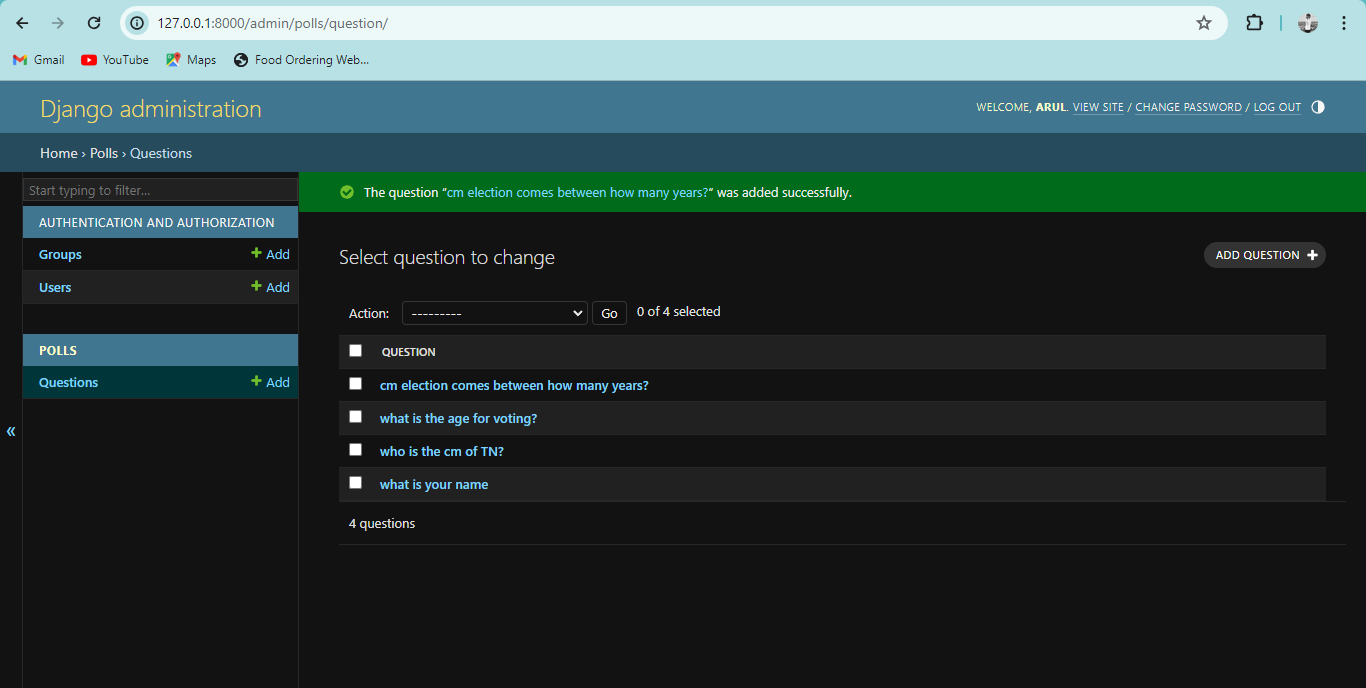 127.0.0.1:8000/admin/polls/question/
Gmail YouTube Maps Food Ordering Web...
Django administration
WELCOME, ARUL. VIEW SITE / CHANGE PASSWORD / LOG OUT
Home › Polls › Questions
Start typing to filter...
AUTHENTICATION AND AUTHORIZATION
Groups + Add
Users + Add
POLLS
Questions + Add
«
The question “cm election comes between how many years?” was added successfully.
Select question to change
ADD QUESTION +
Action: --------- Go 0 of 4 selected
QUESTION
cm election comes between how many years?
what is the age for voting?
who is the cm of TN?
what is your name
4 questions